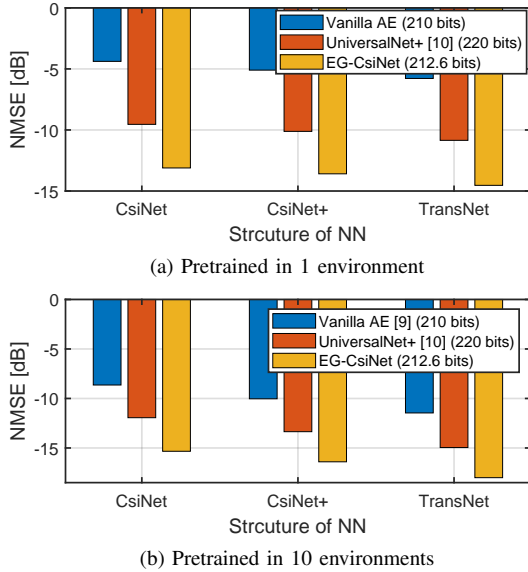 0
-5
-10
-15
NMSE [dB]
Vanilla AE (210 bits)
UniversalNet+ [10] (220 bits)
EG-CsiNet (212.6 bits)
CsiNet CsiNet+ TransNet
Strcuture of NN
(a) Pretrained in 1 environment
0
-5
-10
-15
NMSE [dB]
Vanilla AE [9] (210 bits)
UniversalNet+ [10] (220 bits)
EG-CsiNet (212.6 bits)
CsiNet CsiNet+ TransNet
Strcuture of NN
(b) Pretrained in 10 environments